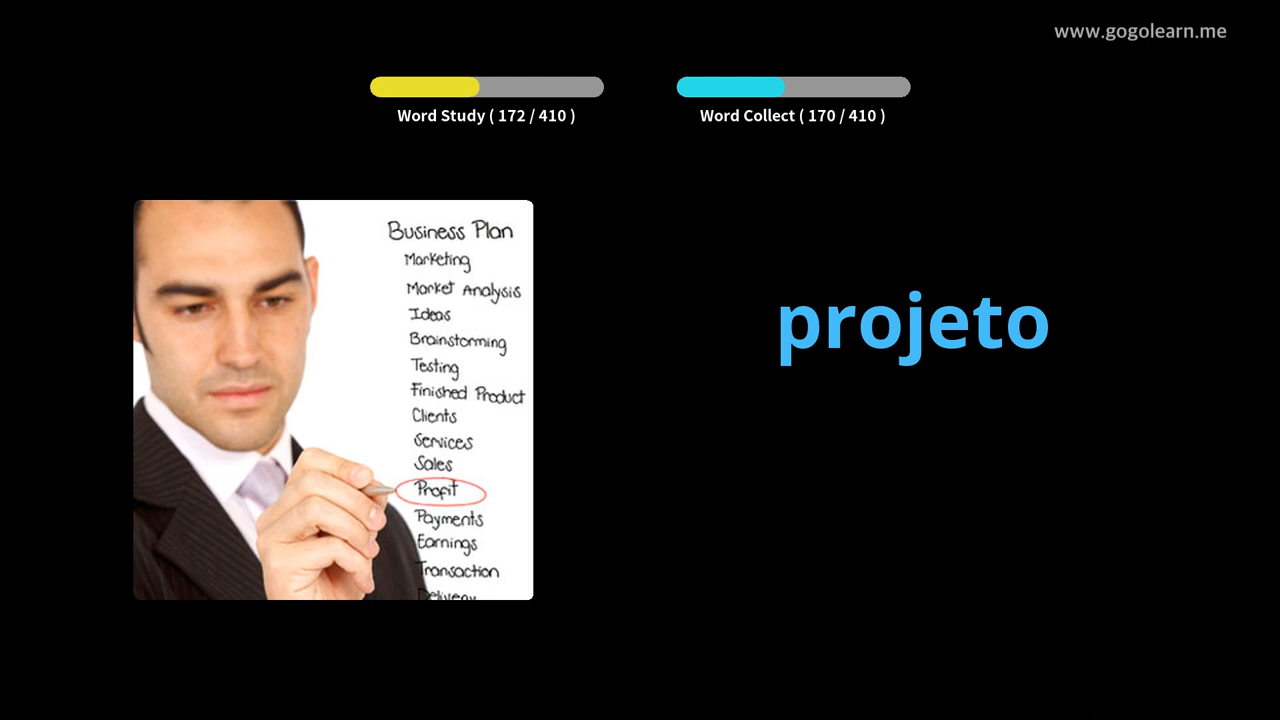 www.gogolearn.me
Word Study ( 172 / 410 )
Word Collect ( 170 / 410 )
Business Plan
Marketing
Market Analysis
Ideas
Brainstorming
Testing
Finished Product
Clients
Services
Sales
Profit
Payments
Earnings
Transaction
Delivery
projeto